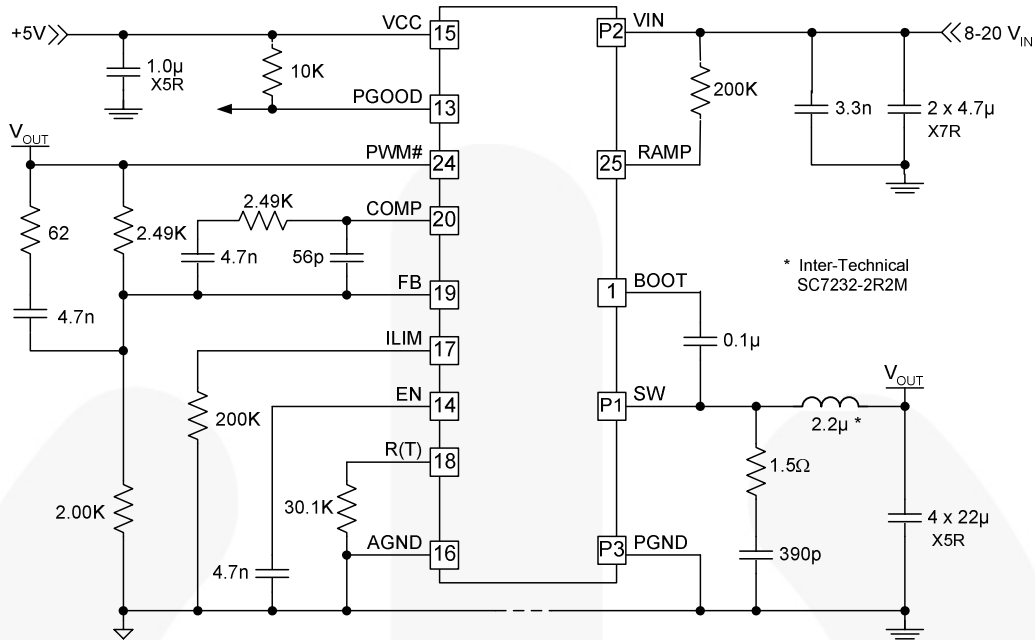 +5V
1.0µ
X5R
10K
VCC
15
PGOOD
13
VOUT
PWM#
24
62
2.49K
2.49K
COMP
20
4.7n
56p
4.7n
FB
19
ILIM
17
200K
EN
14
R(T)
18
30.1K
2.00K
AGND
16
4.7n
P2
VIN
8-20 VIN
200K
3.3n
2 x 4.7µ
X7R
25
RAMP
* Inter-Technical
SC7232-2R2M
1
BOOT
0.1µ
P1
SW
VOUT
2.2µ *
1.5Ω
390p
4 x 22µ
X5R
P3
PGND